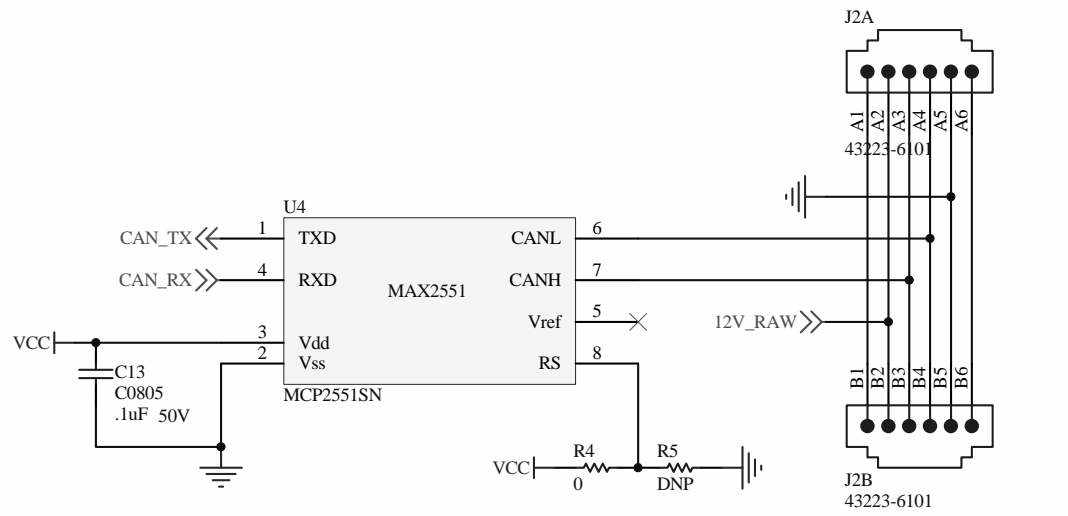 J2A
A1
A2
A3
A4
A5
A6
43223-6101
U4
CAN_TX
1
TXD
CANL
6
CAN_RX
4
RXD
CANH
7
MAX2551
Vref
5
12V_RAW
VCC
3
Vdd
2
Vss
RS
8
MCP2551SN
C13
C0805
.1uF 50V
B1
B2
B3
B4
B5
B6
VCC
R4
0
R5
DNP
J2B
43223-6101